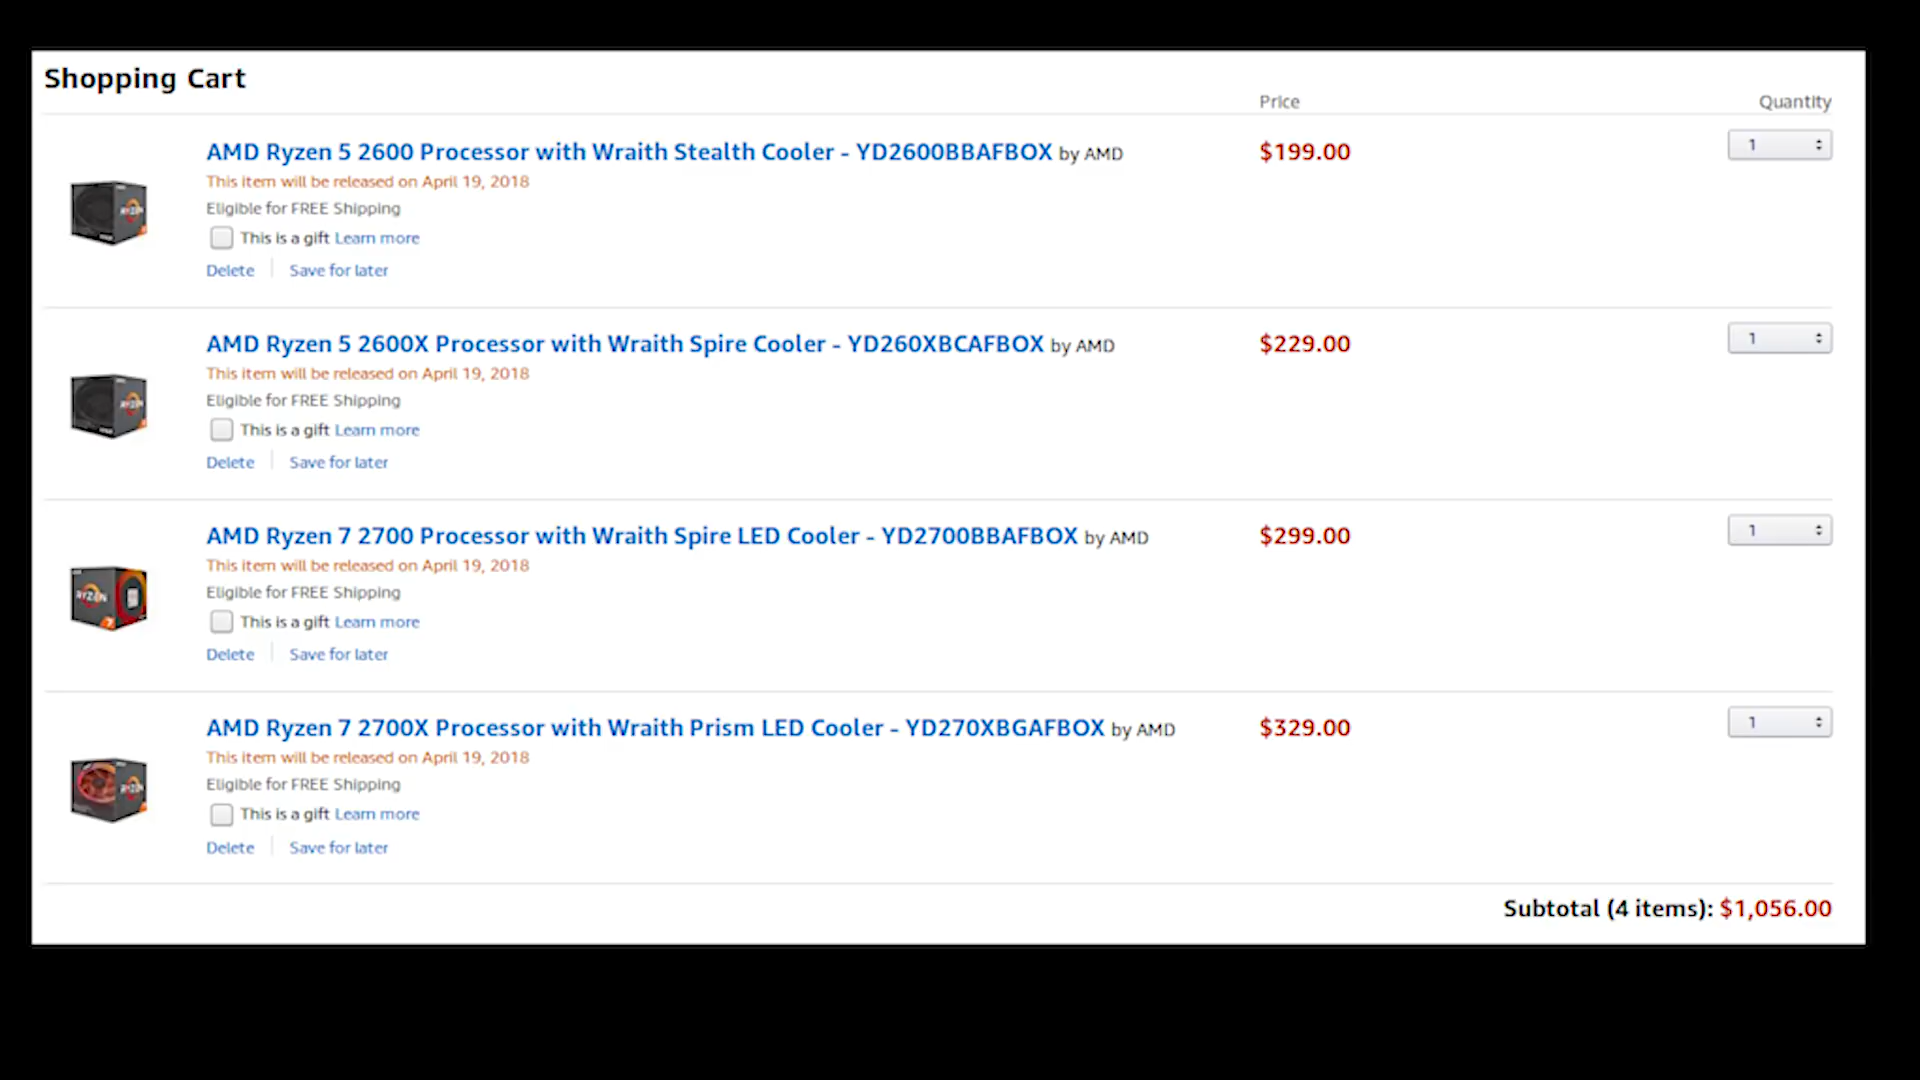 Shopping Cart
Price Quantity
AMD Ryzen 5 2600 Processor with Wraith Stealth Cooler - YD2600BBAFBOX by AMD $199.00 1
This item will be released on April 19, 2018
Eligible for FREE Shipping
This is a gift Learn more
Delete Save for later
RYZEN
AMD Ryzen 5 2600X Processor with Wraith Spire Cooler - YD260XBCAFBOX by AMD $229.00 1
This item will be released on April 19, 2018
Eligible for FREE Shipping
This is a gift Learn more
Delete Save for later
RYZEN
AMD Ryzen 7 2700 Processor with Wraith Spire LED Cooler - YD2700BBAFBOX by AMD $299.00 1
This item will be released on April 19, 2018
Eligible for FREE Shipping
This is a gift Learn more
Delete Save for later
RYZEN
7
AMD Ryzen 7 2700X Processor with Wraith Prism LED Cooler - YD270XBGAFBOX by AMD $329.00 1
This item will be released on April 19, 2018
Eligible for FREE Shipping
This is a gift Learn more
Delete Save for later
RYZEN
Subtotal (4 items): $1,056.00